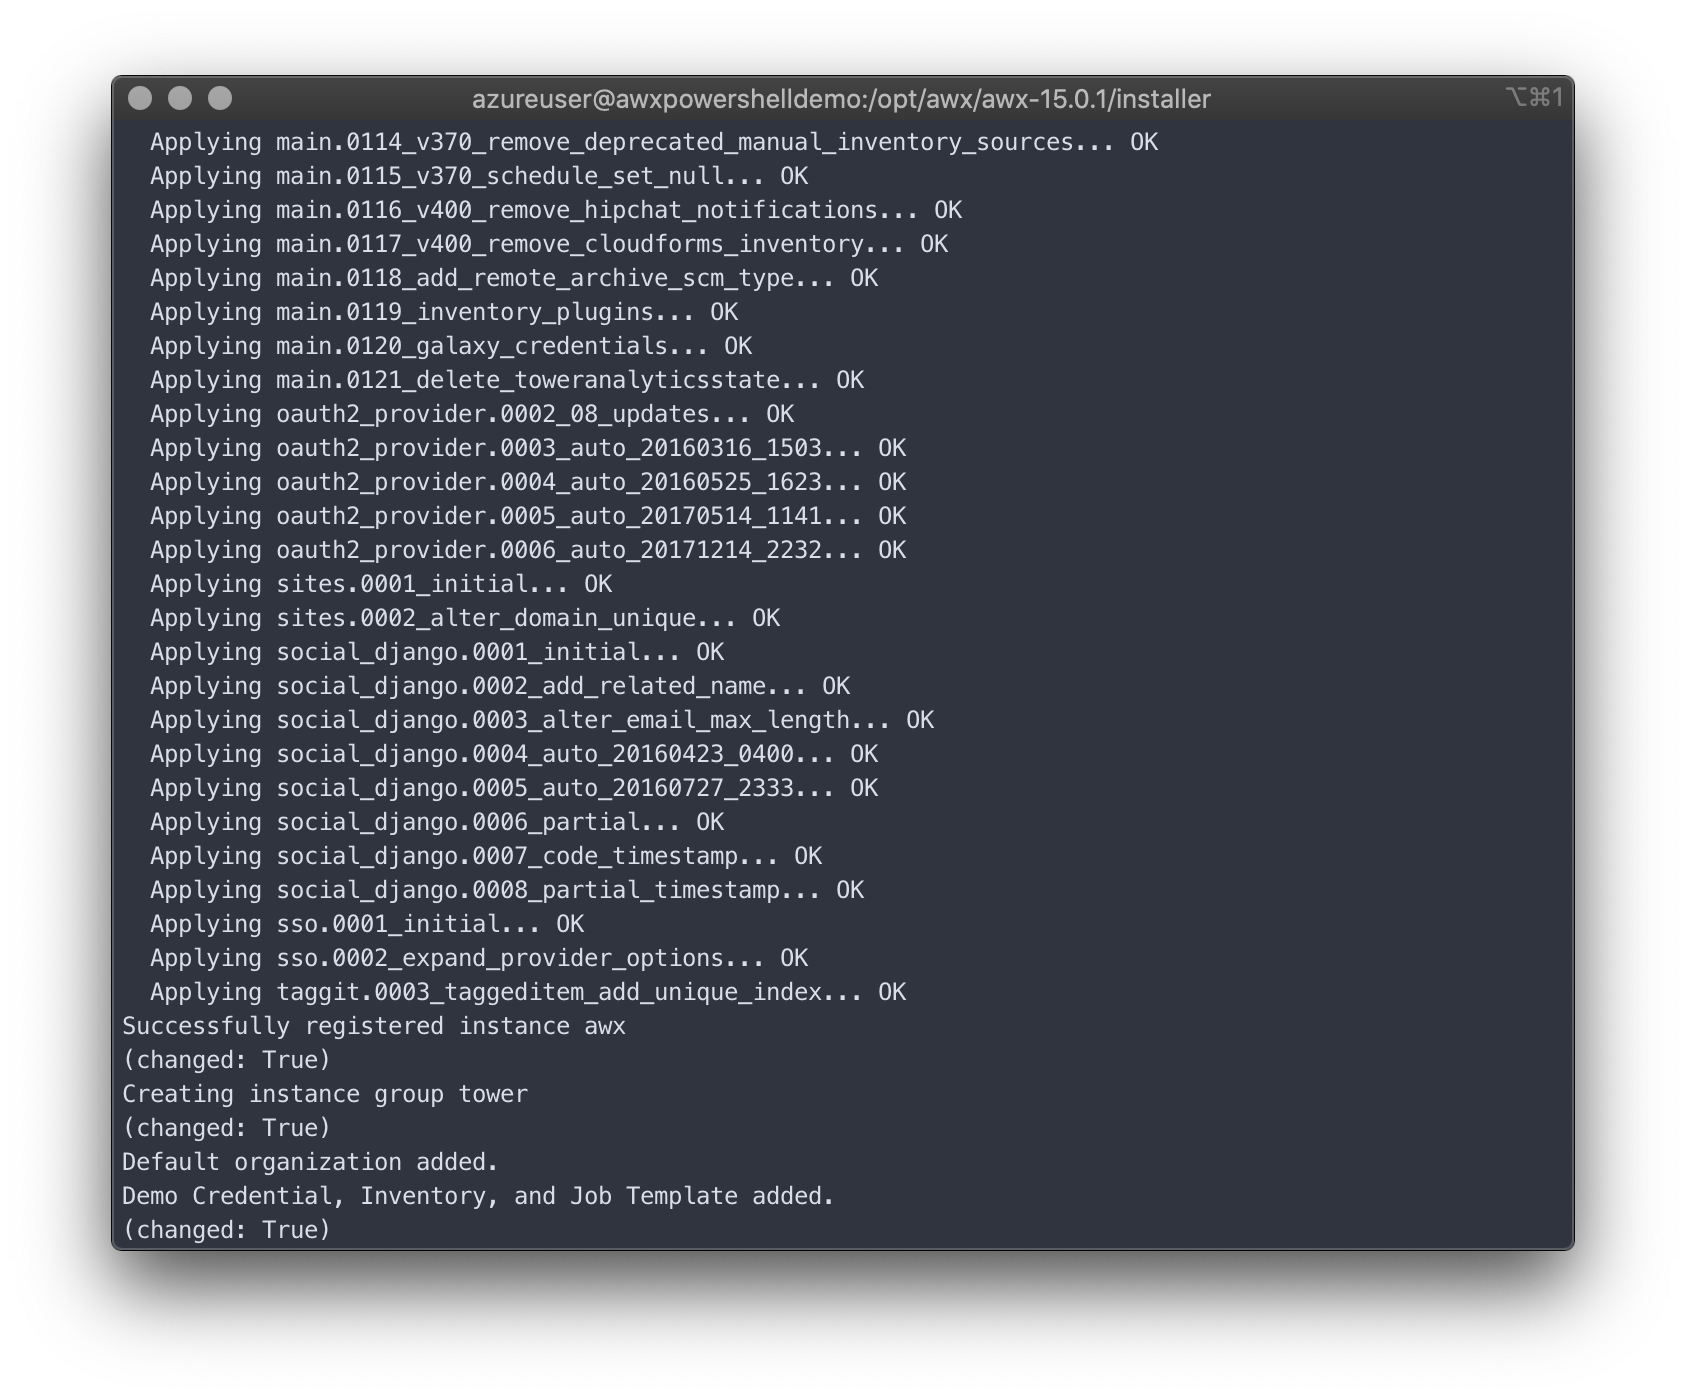 azureuser@awxpowershelldemo:/opt/awx/awx-15.0.1/installer ⌥⌘1
Applying main.0114_v370_remove_deprecated_manual_inventory_sources... OK
Applying main.0115_v370_schedule_set_null... OK
Applying main.0116_v400_remove_hipchat_notifications... OK
Applying main.0117_v400_remove_cloudforms_inventory... OK
Applying main.0118_add_remote_archive_scm_type... OK
Applying main.0119_inventory_plugins... OK
Applying main.0120_galaxy_credentials... OK
Applying main.0121_delete_toweranalyticsstate... OK
Applying oauth2_provider.0002_08_updates... OK
Applying oauth2_provider.0003_auto_20160316_1503... OK
Applying oauth2_provider.0004_auto_20160525_1623... OK
Applying oauth2_provider.0005_auto_20170514_1141... OK
Applying oauth2_provider.0006_auto_20171214_2232... OK
Applying sites.0001_initial... OK
Applying sites.0002_alter_domain_unique... OK
Applying social_django.0001_initial... OK
Applying social_django.0002_add_related_name... OK
Applying social_django.0003_alter_email_max_length... OK
Applying social_django.0004_auto_20160423_0400... OK
Applying social_django.0005_auto_20160727_2333... OK
Applying social_django.0006_partial... OK
Applying social_django.0007_code_timestamp... OK
Applying social_django.0008_partial_timestamp... OK
Applying sso.0001_initial... OK
Applying sso.0002_expand_provider_options... OK
Applying taggit.0003_taggeditem_add_unique_index... OK
Successfully registered instance awx
(changed: True)
Creating instance group tower
(changed: True)
Default organization added.
Demo Credential, Inventory, and Job Template added.
(changed: True)